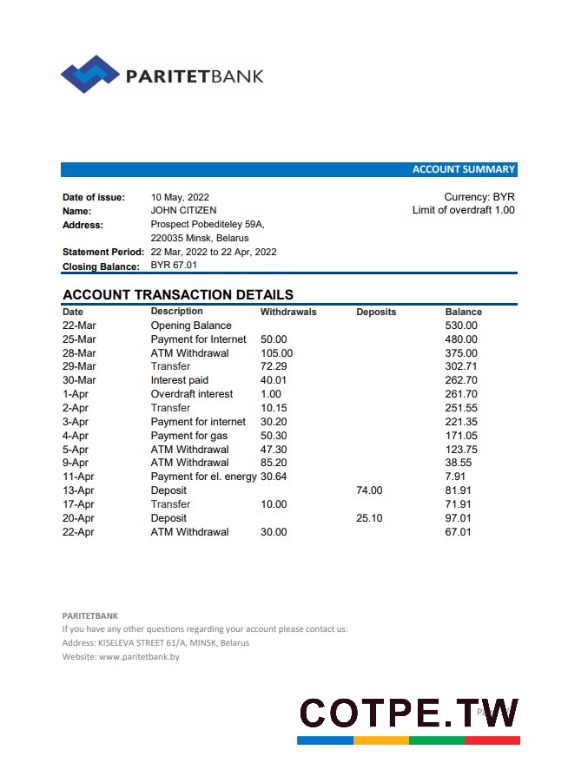 PARITETBANK
ACCOUNT SUMMARY
Date of issue: 10 May, 2022 Currency: BYR
Name: JOHN CITIZEN Limit of overdraft 1.00
Address: Prospect Pobediteley 59A,
220035 Minsk, Belarus
Statement Period: 22 Mar, 2022 to 22 Apr, 2022
Closing Balance: BYR 67.01
ACCOUNT TRANSACTION DETAILS
Date Description Withdrawals Deposits Balance
22-Mar Opening Balance 530.00
25-Mar Payment for Internet 50.00 480.00
28-Mar ATM Withdrawal 105.00 375.00
29-Mar Transfer 72.29 302.71
30-Mar Interest paid 40.01 262.70
1-Apr Overdraft interest 1.00 261.70
2-Apr Transfer 10.15 251.55
3-Apr Payment for internet 30.20 221.35
4-Apr Payment for gas 50.30 171.05
5-Apr ATM Withdrawal 47.30 123.75
9-Apr ATM Withdrawal 85.20 38.55
11-Apr Payment for el. energy 30.64 7.91
13-Apr Deposit 74.00 81.91
17-Apr Transfer 10.00 71.91
20-Apr Deposit 25.10 97.01
22-Apr ATM Withdrawal 30.00 67.01
PARITETBANK
If you have any other questions regarding your account please contact us:
Address: KISELEVA STREET 61/A, MINSK, Belarus
Website: www.paritetbank.by
COTPE.TW